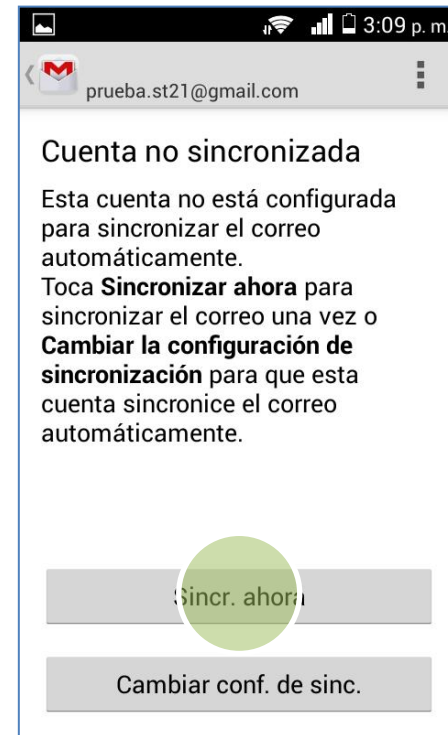 3:09 p. m.
prueba.st21@gmail.com
Cuenta no sincronizada
Esta cuenta no está configurada
para sincronizar el correo
automáticamente.
Toca Sincronizar ahora para
sincronizar el correo una vez o
Cambiar la configuración de
sincronización para que esta
cuenta sincronice el correo
automáticamente.
Sincr. ahora
Cambiar conf. de sinc.